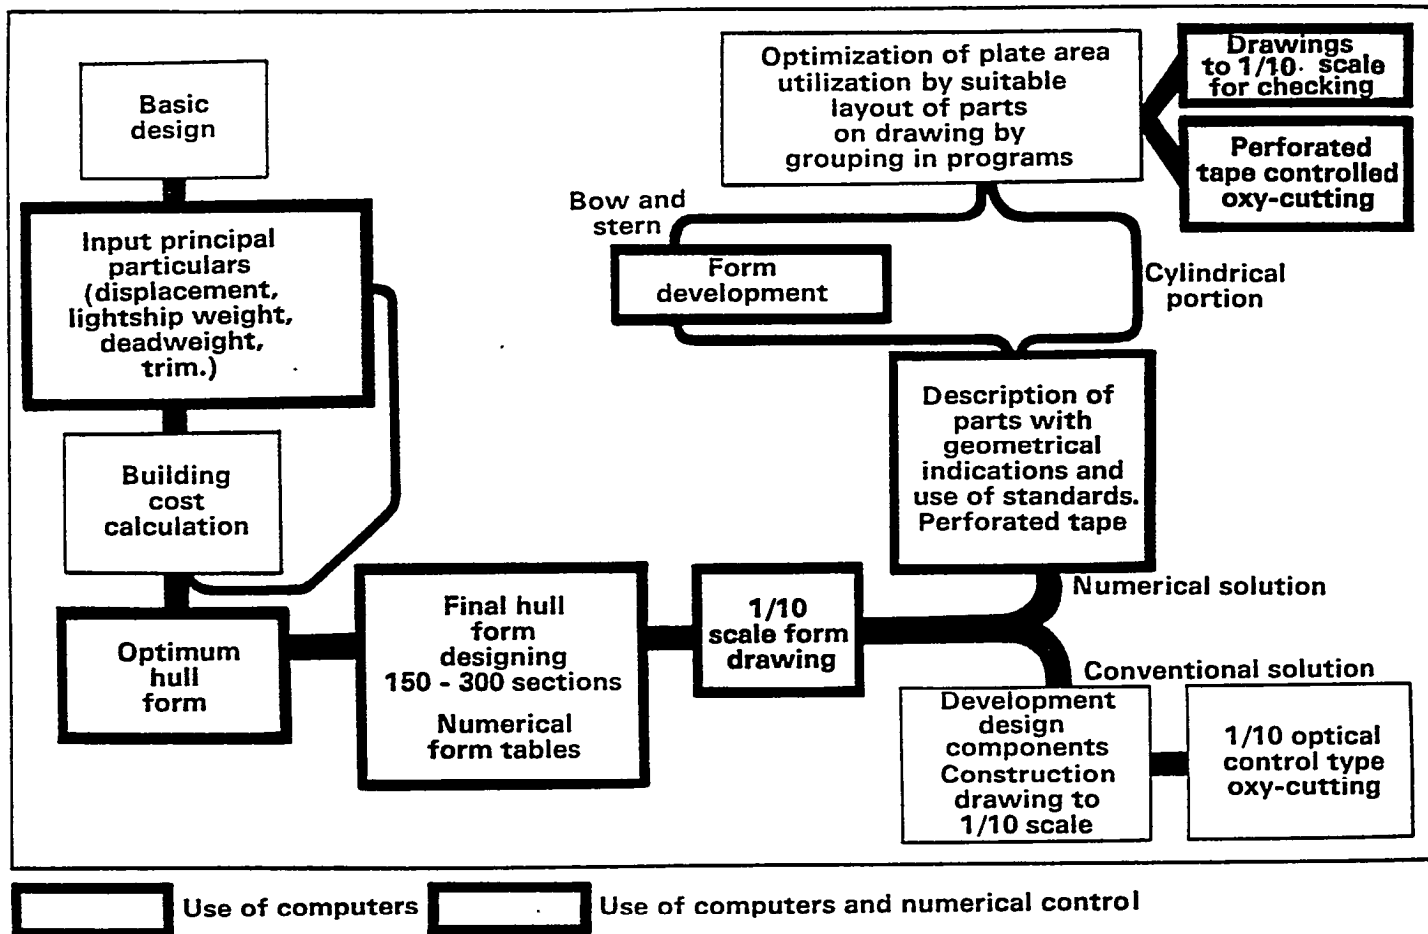 Basic
design
Input principal
particulars
(displacement,
lightship weight,
deadweight,
trim.)
Building
cost
calculation
Optimum
hull
form
Final hull
form
designing
150 - 300 sections
Numerical
form tables
1/10
scale form
drawing
Numerical solution
Conventional solution
Development
design
components
Construction
drawing to
1/10 scale
1/10 optical
control type
oxy-cutting
Description of
parts with
geometrical
indications and
use of standards.
Perforated tape
Bow and
stern
Form
development
Cylindrical
portion
Optimization of plate area
utilization by suitable
layout of parts
on drawing by
grouping in programs
Drawings
to 1/10. scale
for checking
Perforated
tape controlled
oxy-cutting
Use of computers
Use of computers and numerical control